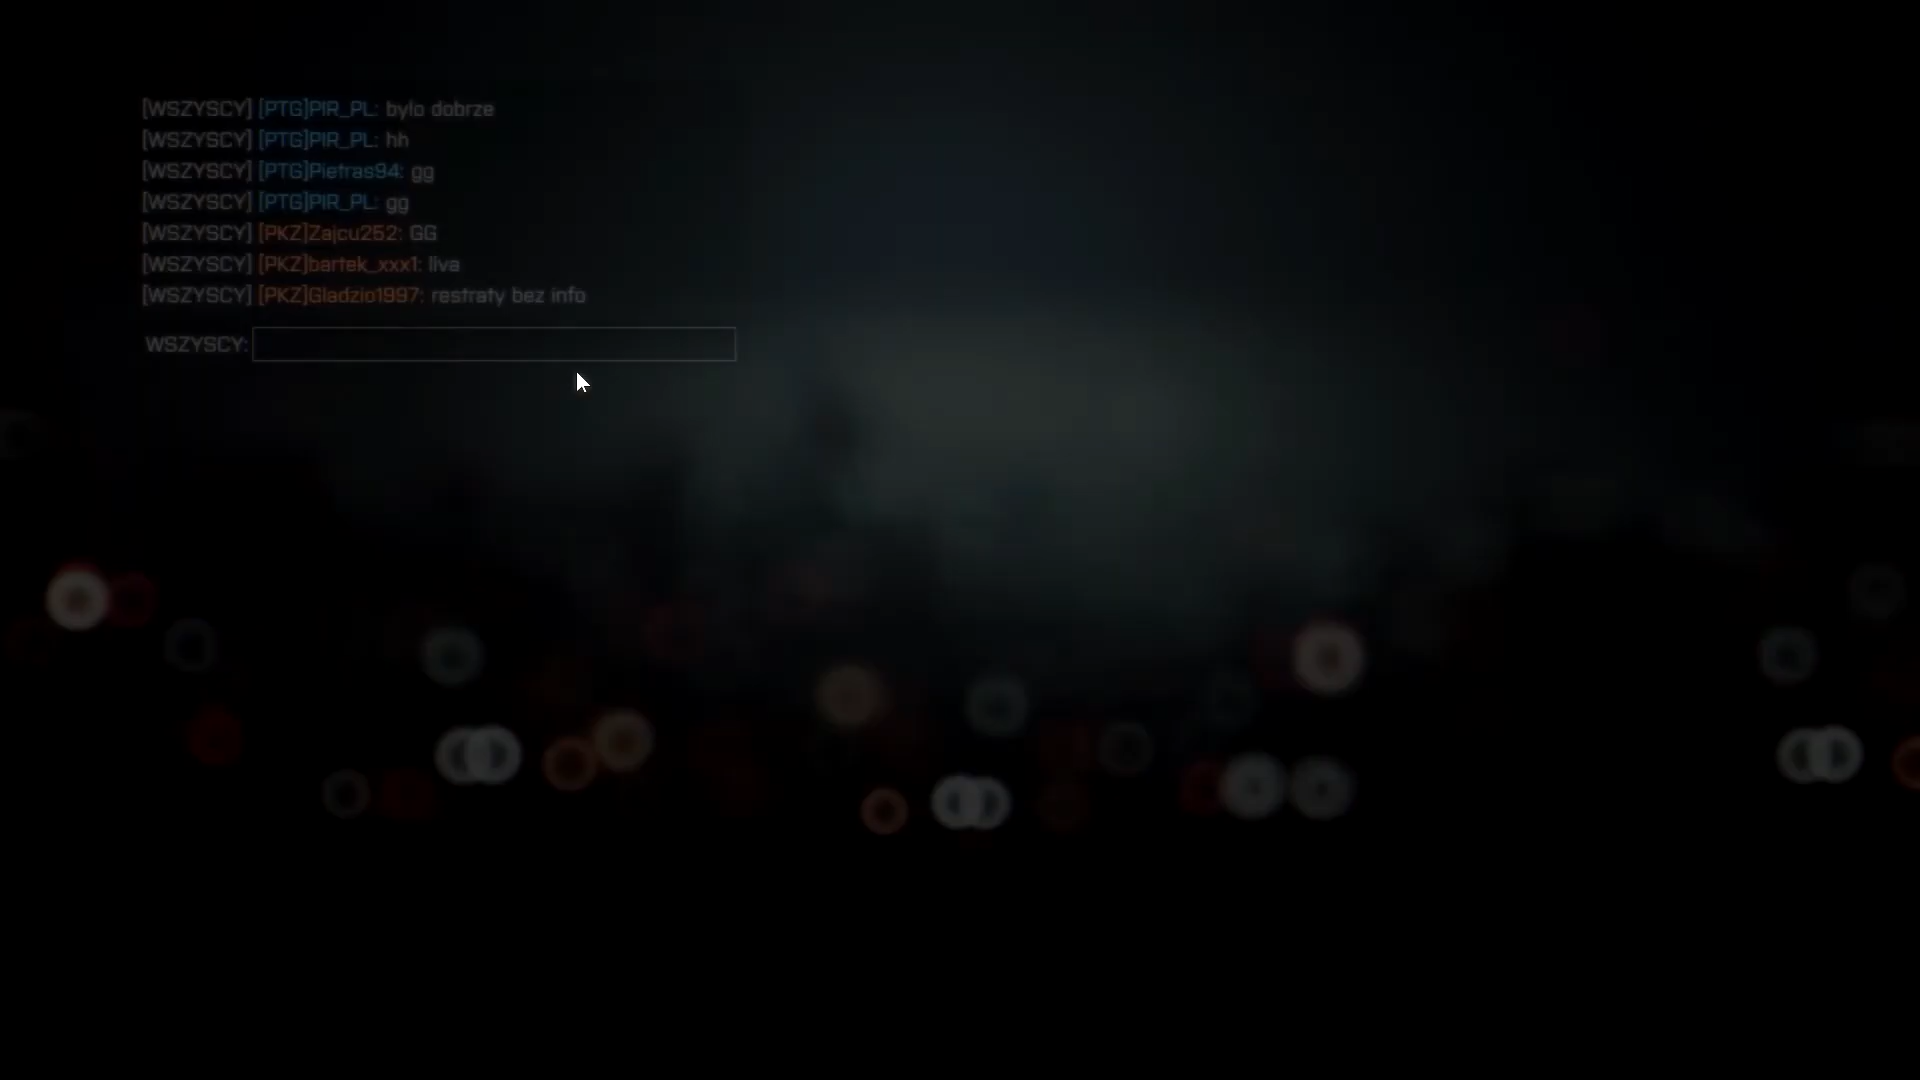 [WSZYSCY] [PTG]PIR_PL: bylo dobrze
[WSZYSCY] [PTG]PIR_PL: hh
[WSZYSCY] [PTG]Pietras94: gg
[WSZYSCY] [PTG]PIR_PL: gg
[WSZYSCY] [PKZ]Zajcu252: GG
[WSZYSCY] [PKZ]bartek_xxx1: liva
[WSZYSCY] [PKZ]Gladzio1997: restraty bez info
WSZYSCY: